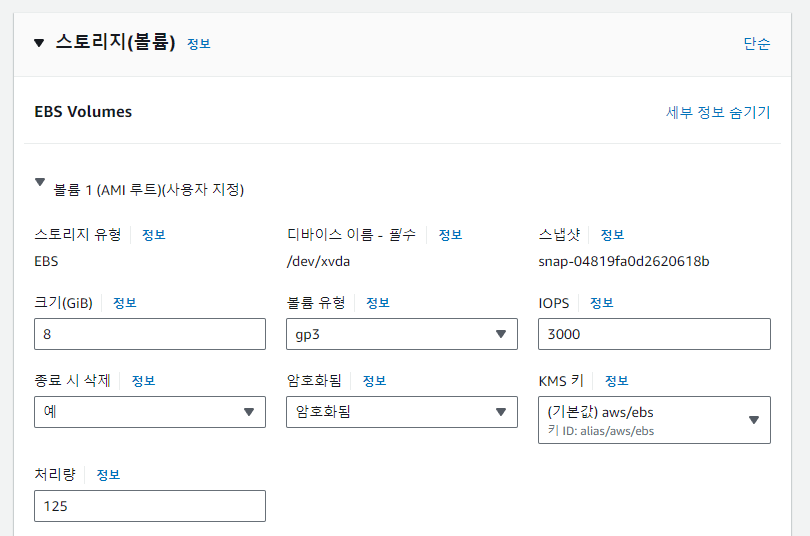 스토리지(볼륨) 정보 단순
EBS Volumes 세부 정보 숨기기
볼륨 1 (AMI 루트)(사용자 지정)
스토리지 유형 정보 디바이스 이름 - 필수 정보 스냅샷 정보
EBS /dev/xvda snap-04819fa0d2620618b
크기(GiB) 정보 볼륨 유형 정보 IOPS 정보
8 gp3 3000
종료 시 삭제 정보 암호화됨 정보 KMS 키 정보
예 암호화됨 (기본값) aws/ebs
키 ID: alias/aws/ebs
처리량 정보
125